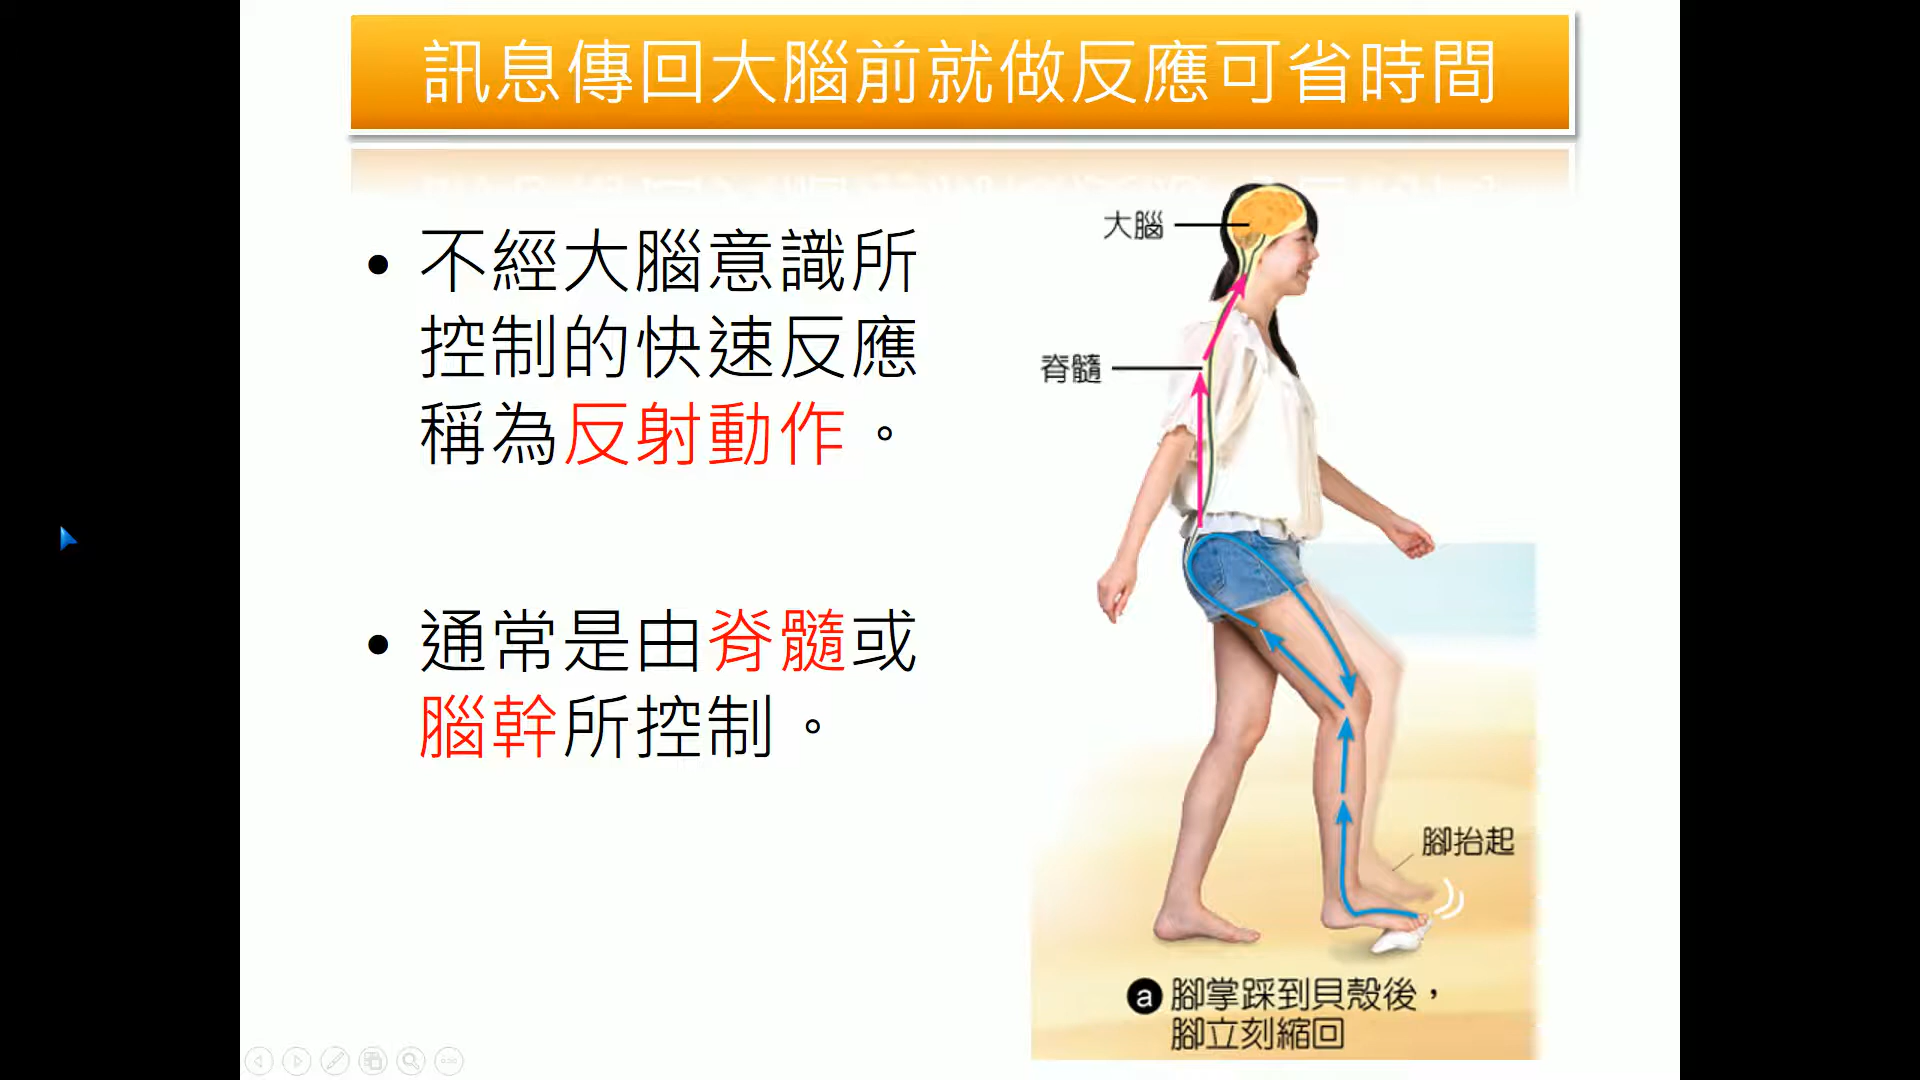 訊息傳回大腦前就做反應可省時間
• 不經大腦意識所
控制的快速反應
稱為反射動作。
• 通常是由脊髓或
腦幹所控制。
大腦
脊髓
腳抬起
a 腳掌踩到貝殼後，
腳立刻縮回